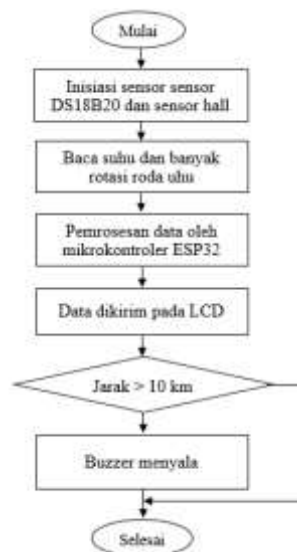 Mulai
Inisiasi sensor sensor
DS18B20 dan sensor hall
Baca suhu dan banyak
rotasi roda uhu
Pemrosesan data oleh
mikrokontroler ESP32
Data dikirim pada LCD
Jarak > 10 km
Buzzer menyala
Selesai